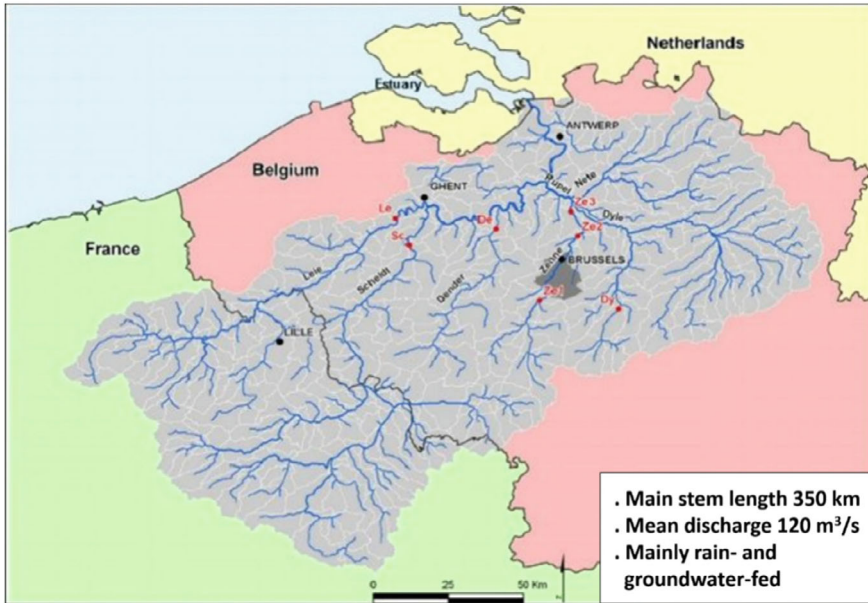 Netherlands
Estuary
ANTWERP
Belgium
GHENT
Rupel
Nete
Le
De
Ze3
Dyle
Sc
Ze2
France
Leie
Scheldt
Dender
Zenne
BRUSSELS
Ze1
Dy
LILLE
. Main stem length 350 km
. Mean discharge 120 m³/s
. Mainly rain- and
groundwater-fed
0 25 50 Km